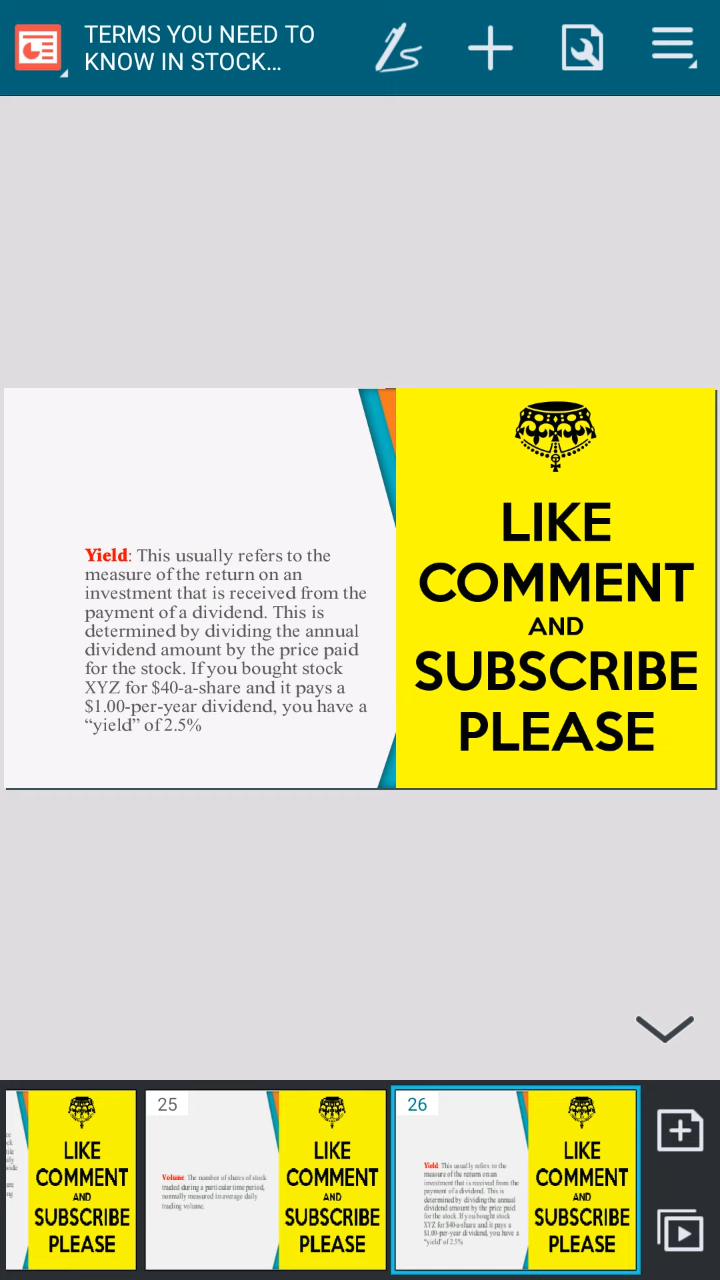 TERMS YOU NEED TO
KNOW IN STOCK...
Yield: This usually refers to the
measure of the return on an
investment that is received from the
payment of a dividend. This is
determined by dividing the annual
dividend amount by the price paid
for the stock. If you bought stock
XYZ for $40-a-share and it pays a
$1.00-per-year dividend, you have a
“yield” of 2.5%
LIKE
COMMENT
AND
SUBSCRIBE
PLEASE
LIKE
COMMENT
AND
SUBSCRIBE
PLEASE
25
Volume: The number of shares of stock
traded during a particular time period,
normally measured in average daily
trading volume.
LIKE
COMMENT
AND
SUBSCRIBE
PLEASE
26
Yield: This usually refers to the
measure of the return on an
investment that is received from the
payment of a dividend. This is
determined by dividing the annual
dividend amount by the price paid
for the stock. If you bought stock
XYZ for $40-a-share and it pays a
$1.00-per-year dividend, you have a
“yield” of 2.5%
LIKE
COMMENT
AND
SUBSCRIBE
PLEASE